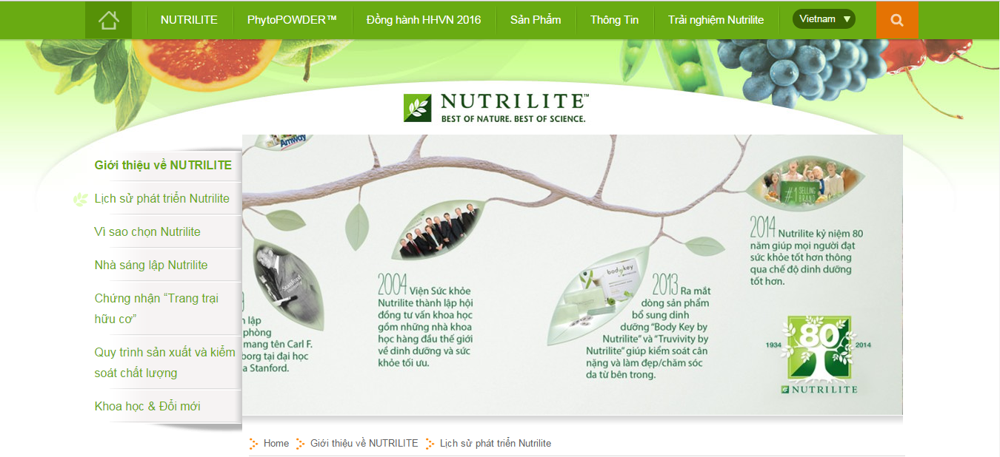 NUTRILITE
PhytoPOWDER™
Đồng hành HHVN 2016
Sản Phẩm
Thông Tin
Trải nghiệm Nutrilite
Vietnam
NUTRILITE™
BEST OF NATURE. BEST OF SCIENCE.
Giới thiệu về NUTRILITE
Lịch sử phát triển Nutrilite
Vì sao chọn Nutrilite
Nhà sáng lập Nutrilite
Chứng nhận “Trang trại
hữu cơ”
Quy trình sản xuất và kiểm
soát chất lượng
Khoa học & Đổi mới
Amway
Stanford
lập
phòng
mang tên Carl F.
borg tại đại học
a Stanford.
2004 Viện Sức khỏe
Nutrilite thành lập hội
đồng tư vấn khoa học
gồm những nhà khoa
học hàng đầu thế giới
về dinh dưỡng và sức
khỏe tối ưu.
body key
2013 Ra mắt
dòng sản phẩm
bổ sung dinh
dưỡng “Body Key by
Nutrilite” và “Truvivity by
Nutrilite” giúp kiểm soát cân
nặng và làm đẹp/chăm sóc
da từ bên trong.
#1 SELLING
BRAND
2014 Nutrilite kỷ niệm 80
năm giúp mọi người đạt
sức khỏe tốt hơn thông
qua chế độ dinh dưỡng
tốt hơn.
80
1934
2014
NUTRILITE
Home
Giới thiệu về NUTRILITE
Lịch sử phát triển Nutrilite